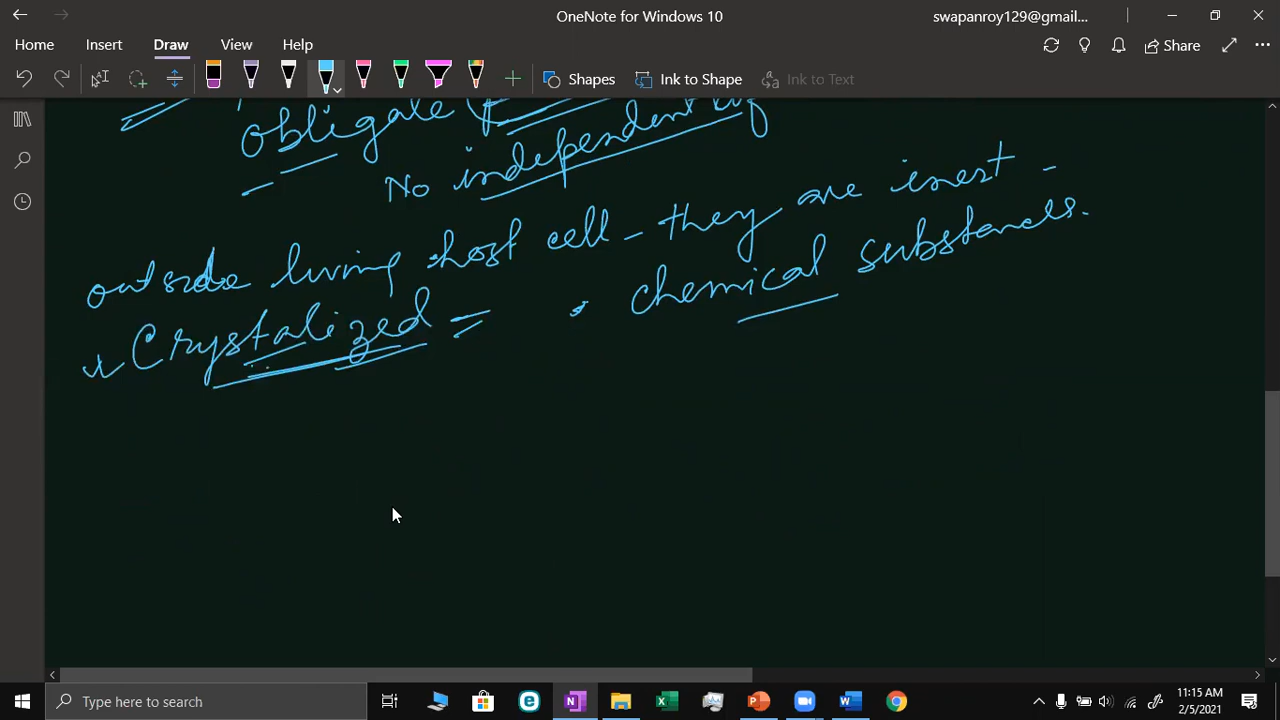 OneNote for Windows 10
swapanroy129@gmail...
Home Insert Draw View Help
Share
Shapes Ink to Shape Ink to Text
obligate
No independent
outside living host cell - they are inert -
chemical substances.
Crystalized =
Type here to search
11:15 AM
2/5/2021